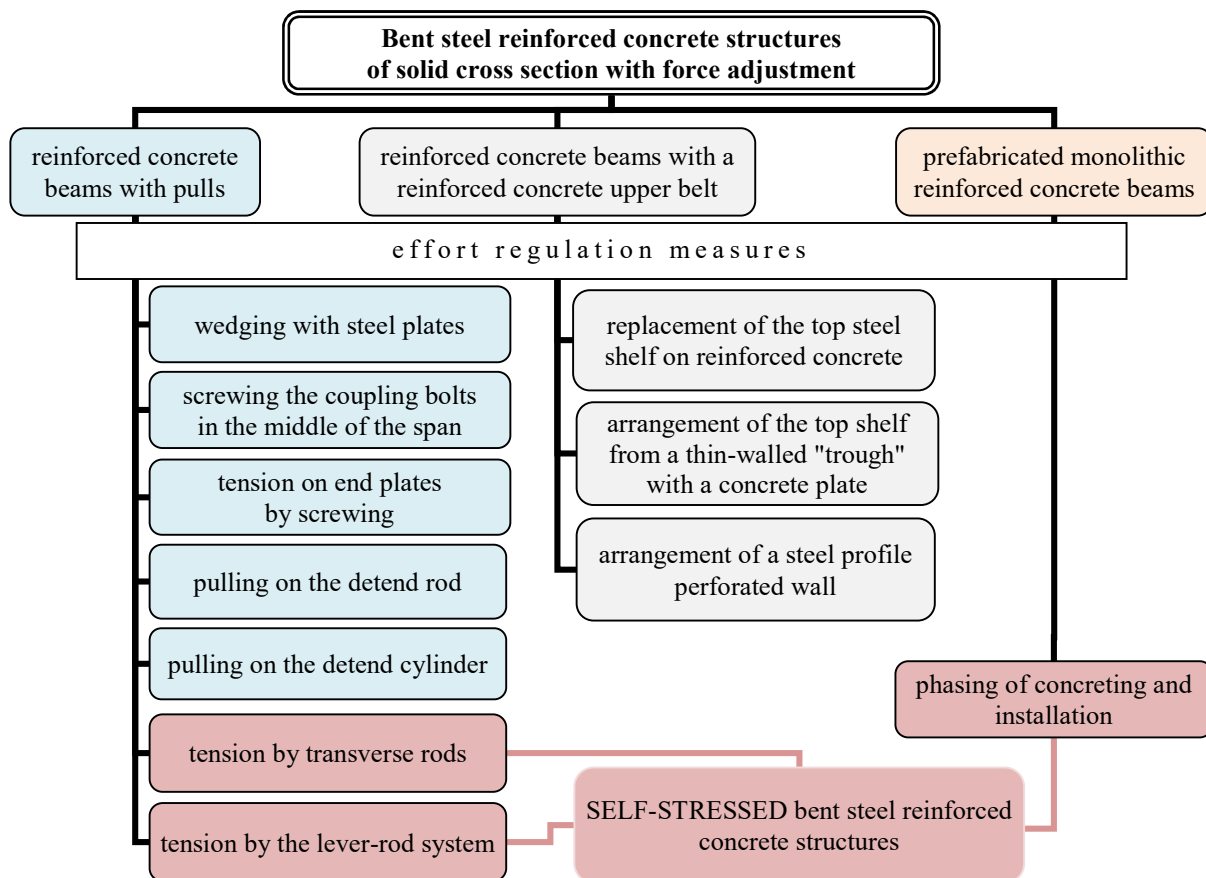 Bent steel reinforced concrete structures
of solid cross section with force adjustment
reinforced concrete
beams with pulls
reinforced concrete beams with a
reinforced concrete upper belt
prefabricated monolithic
reinforced concrete beams
effort regulation measures
wedging with steel plates
screwing the coupling bolts
in the middle of the span
tension on end plates
by screwing
pulling on the detend rod
pulling on the detend cylinder
tension by transverse rods
tension by the lever-rod system
replacement of the top steel
shelf on reinforced concrete
arrangement of the top shelf
from a thin-walled "trough"
with a concrete plate
arrangement of a steel profile
perforated wall
phasing of concreting and
installation
SELF-STRESSED bent steel reinforced
concrete structures